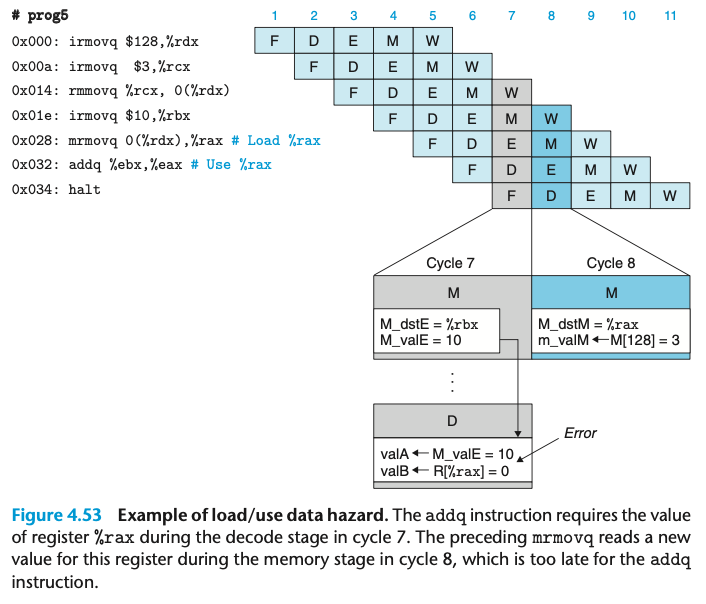 # prog5 1 2 3 4 5 6 7 8 9 10 11
0x000: irmovq $128,%rdx F D E M W
0x00a: irmovq $3,%rcx F D E M W
0x014: rmmovq %rcx, 0(%rdx) F D E M W
0x01e: irmovq $10,%rbx F D E M W
0x028: mrmovq 0(%rdx),%rax # Load %rax F D E M W
0x032: addq %ebx,%eax # Use %rax F D E M W
0x034: halt F D E M W
Cycle 7 Cycle 8
M M
M_dstE = %rbx M_dstM = %rax
M_valE = 10 m_valM ← M[128] = 3
⋮
D
Error
valA ← M_valE = 10
valB ← R[%rax] = 0
Figure 4.53 Example of load/use data hazard. The addq instruction requires the value
of register %rax during the decode stage in cycle 7. The preceding mrmovq reads a new
value for this register during the memory stage in cycle 8, which is too late for the addq
instruction.